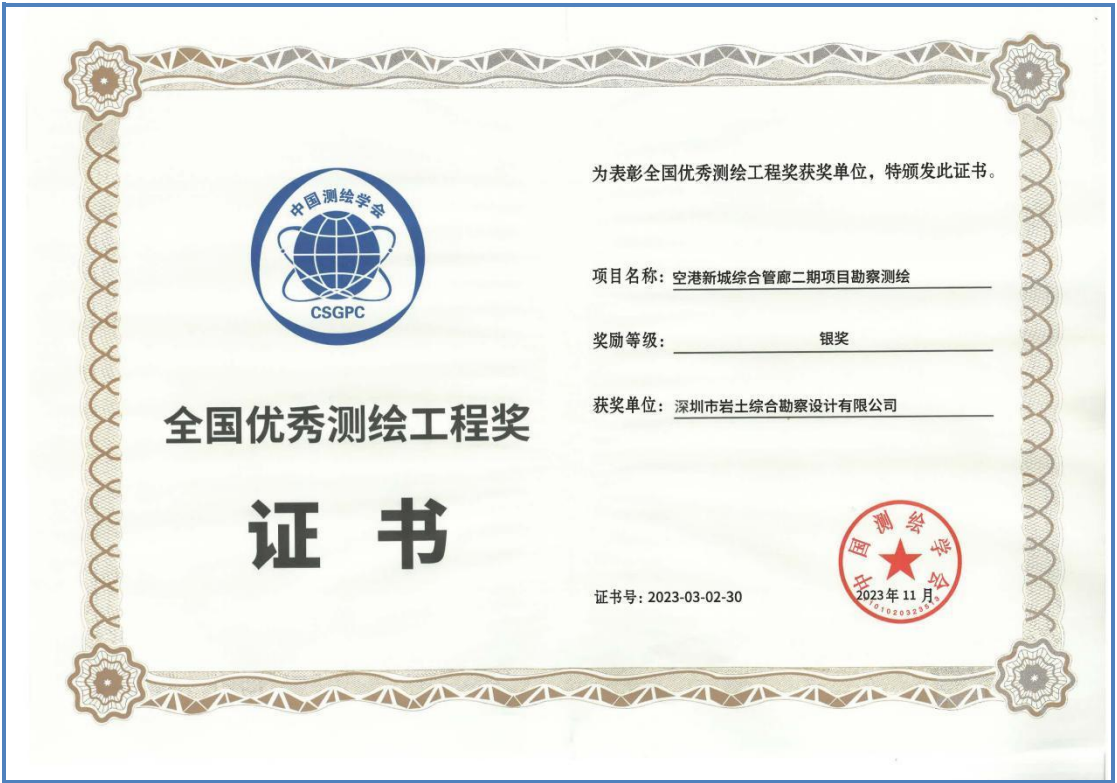 中国测绘学会
CSGPC
全国优秀测绘工程奖
证书
为表彰全国优秀测绘工程奖获奖单位，特颁发此证书。
项目名称：空港新城综合管廊二期项目勘察测绘
奖励等级：银奖
获奖单位：深圳市岩土综合勘察设计有限公司
中国测绘学会
证书号：2023-03-02-30
2023年11月